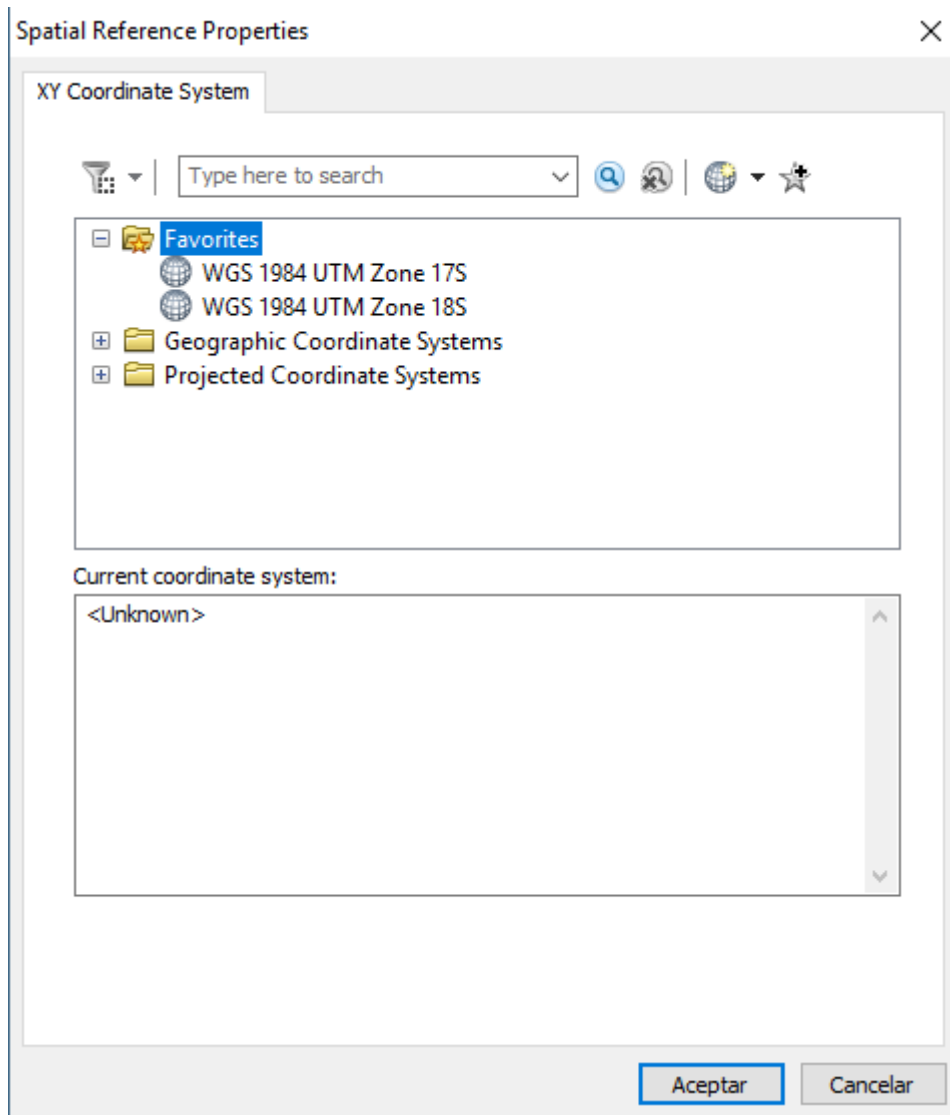 Spatial Reference Properties
XY Coordinate System
Type here to search
Favorites
WGS 1984 UTM Zone 17S
WGS 1984 UTM Zone 18S
Geographic Coordinate Systems
Projected Coordinate Systems
Current coordinate system:
<Unknown>
Aceptar Cancelar